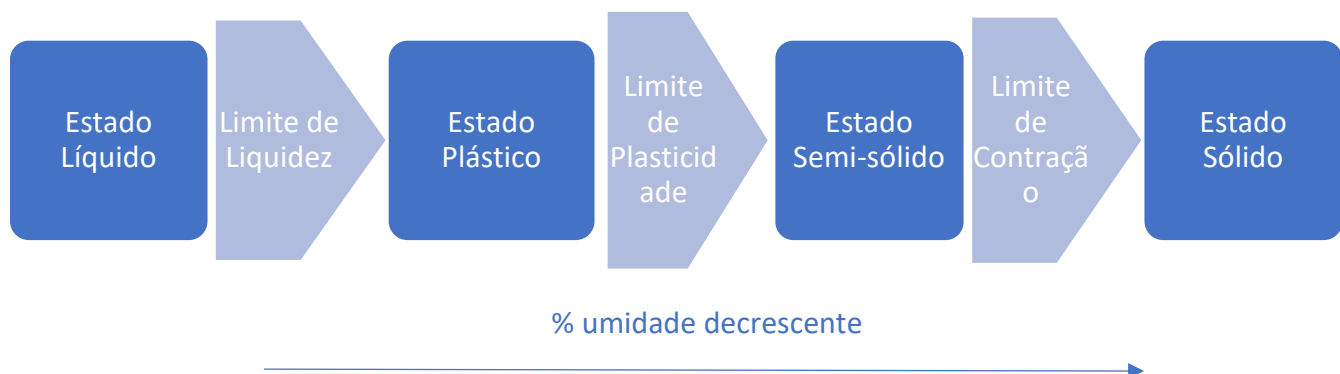 Estado
Líquido
Limite de
Liquidez
Estado
Plástico
Limite
de
Plasticid
ade
Estado
Semi-sólido
Limite
de
Contraçã
o
Estado
Sólido
% umidade decrescente